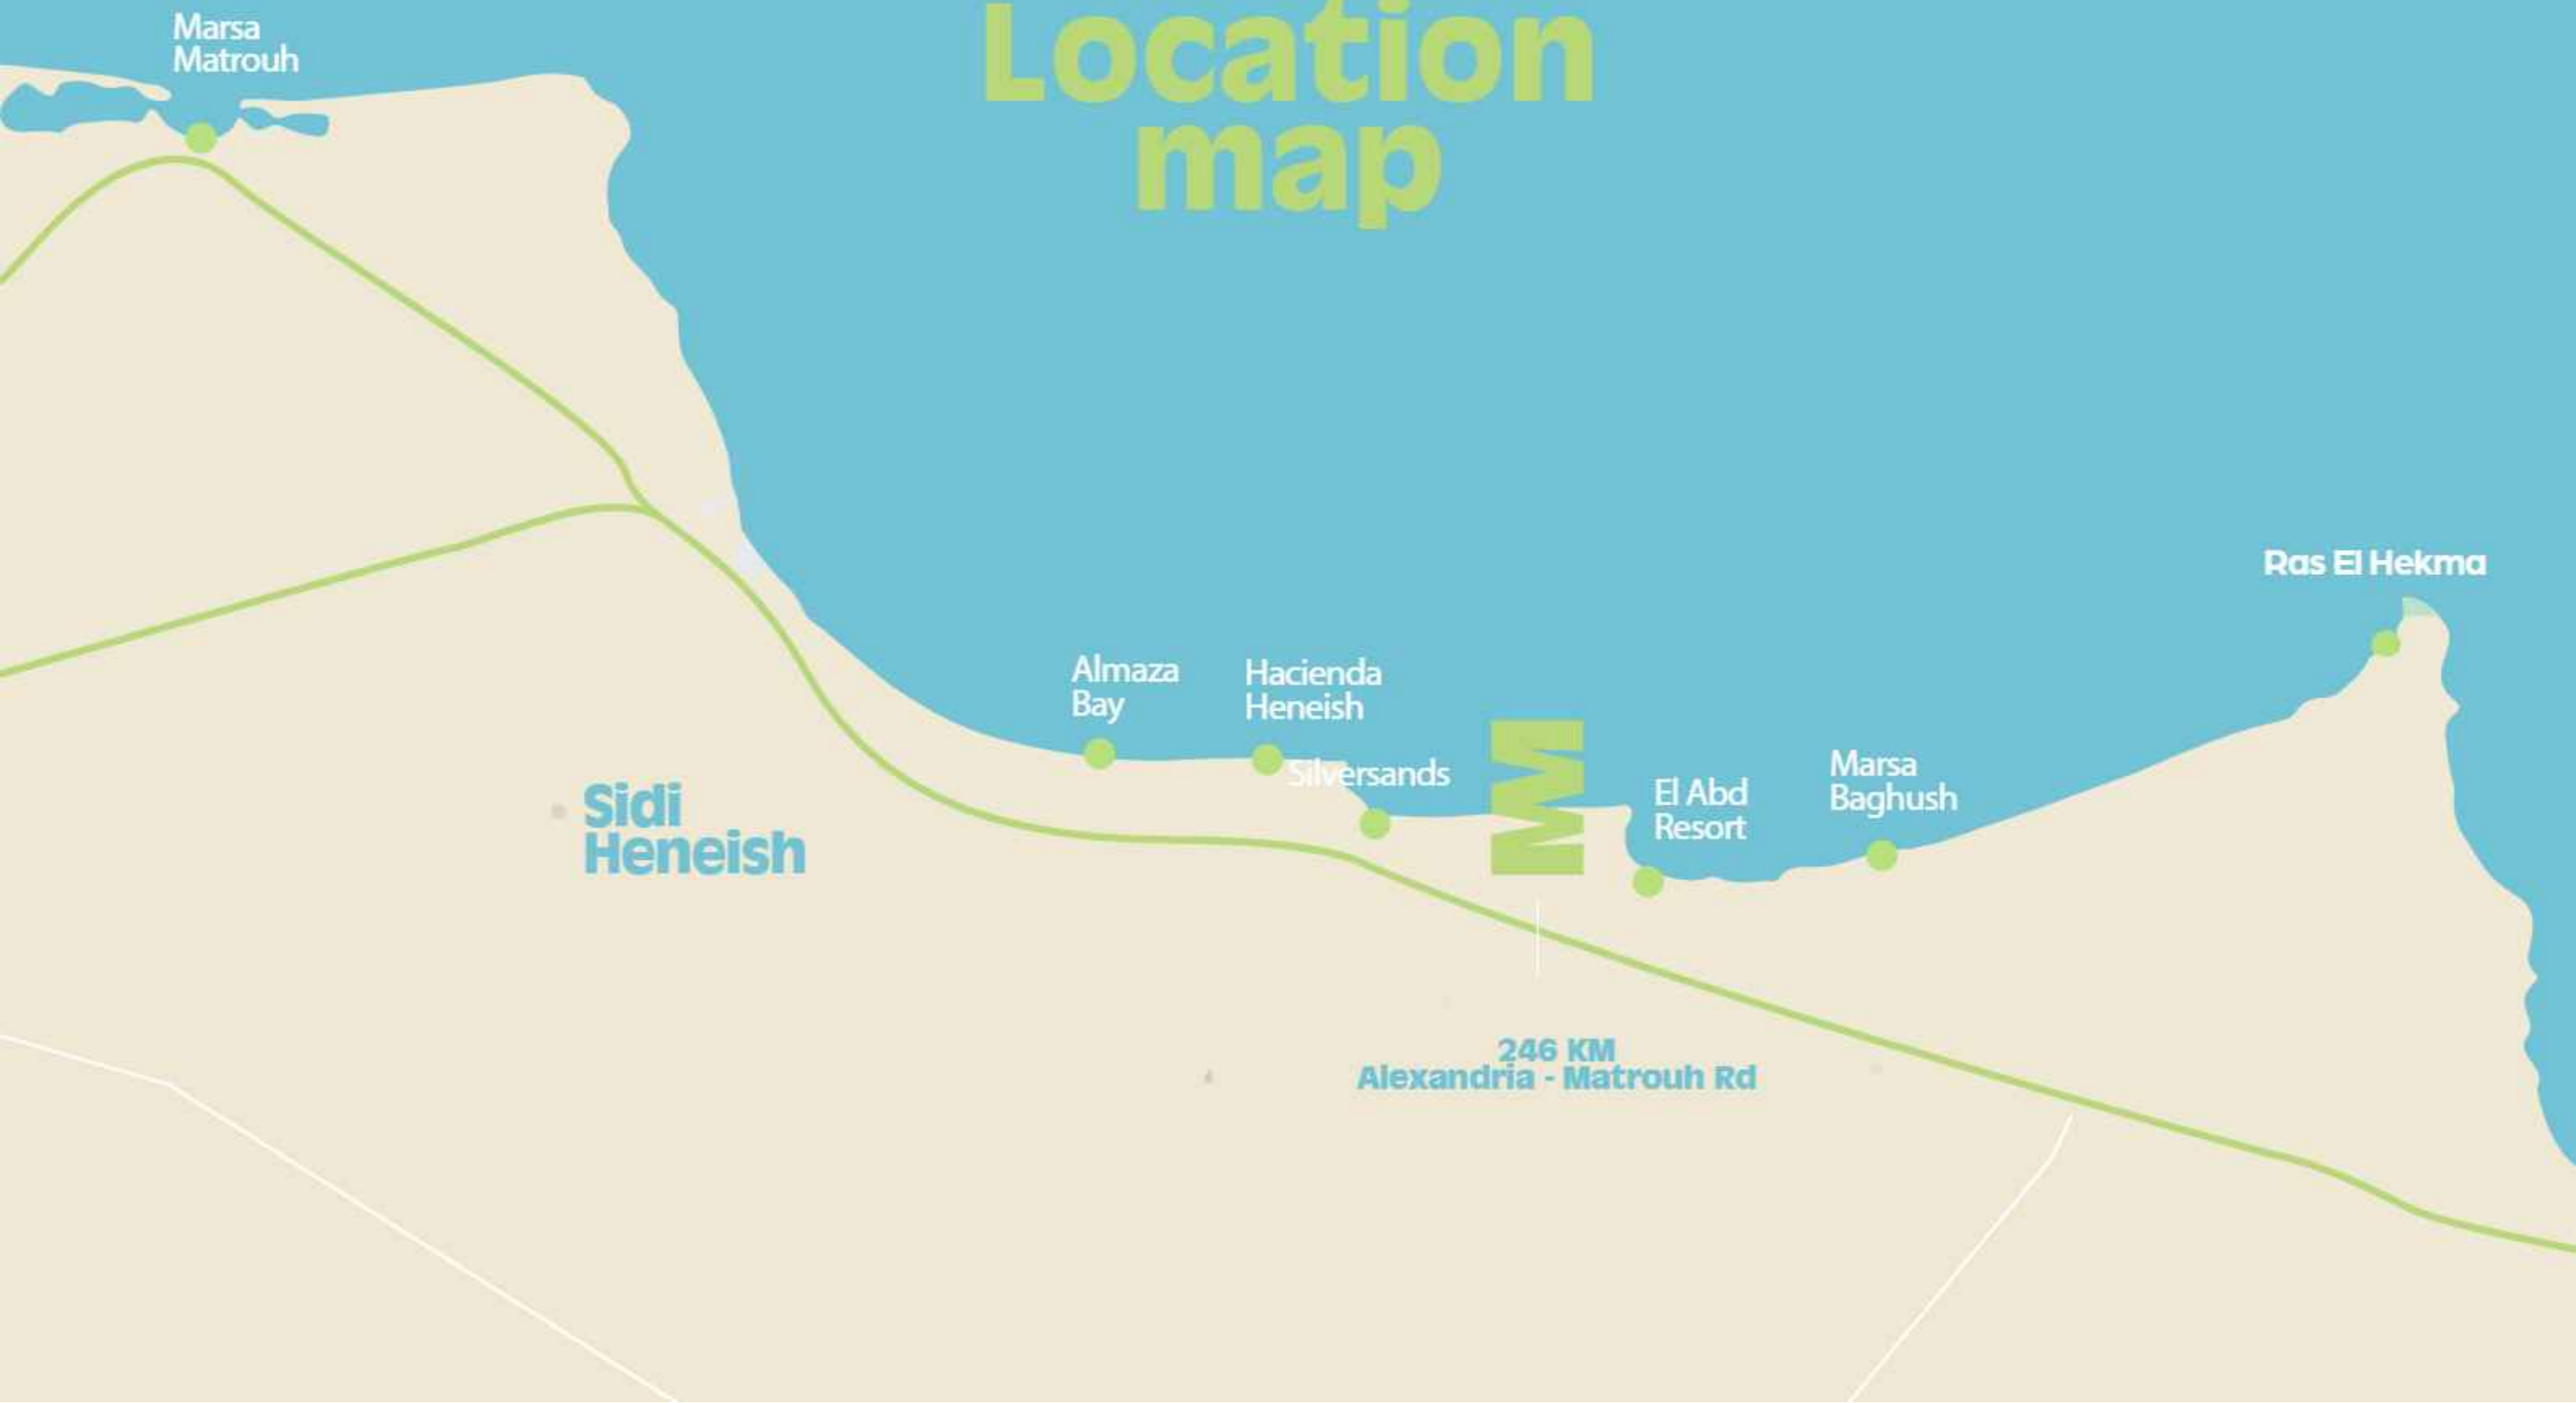 Location
map
Marsa
Matrouh
Ras El Hekma
Almaza
Bay
Hacienda
Heneish
Silversands
MM
El Abd
Resort
Marsa
Baghush
Sidi
Heneish
246 KM
Alexandria - Matrouh Rd